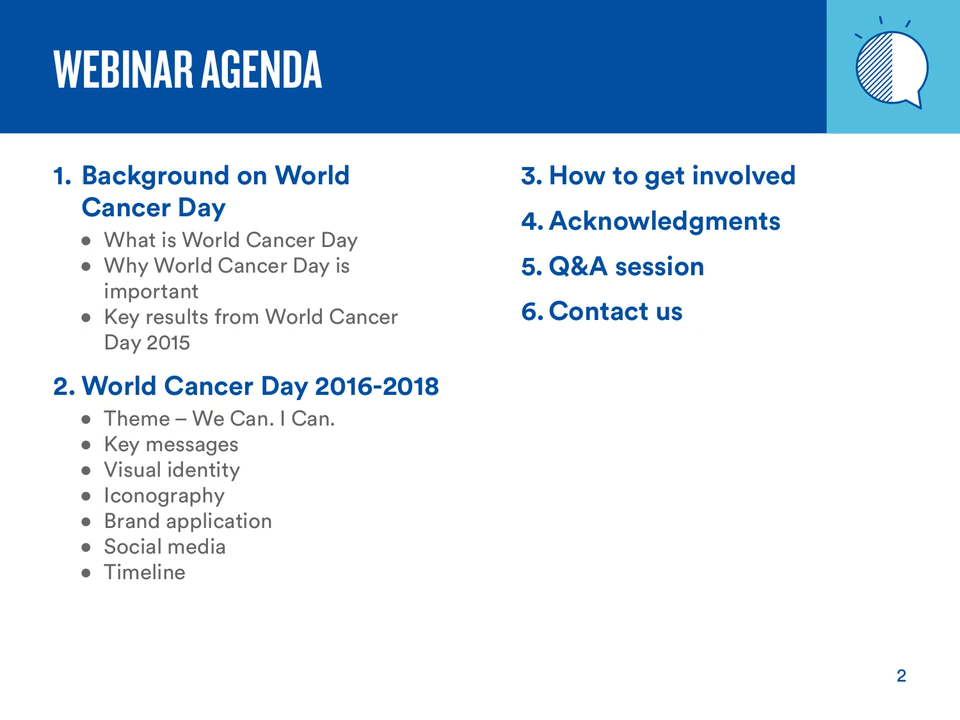 WEBINAR AGENDA
1. Background on World
Cancer Day
● What is World Cancer Day
● Why World Cancer Day is
important
● Key results from World Cancer
Day 2015
2. World Cancer Day 2016-2018
● Theme – We Can. I Can.
● Key messages
● Visual identity
● Iconography
● Brand application
● Social media
● Timeline
3. How to get involved
4. Acknowledgments
5. Q&A session
6. Contact us
2